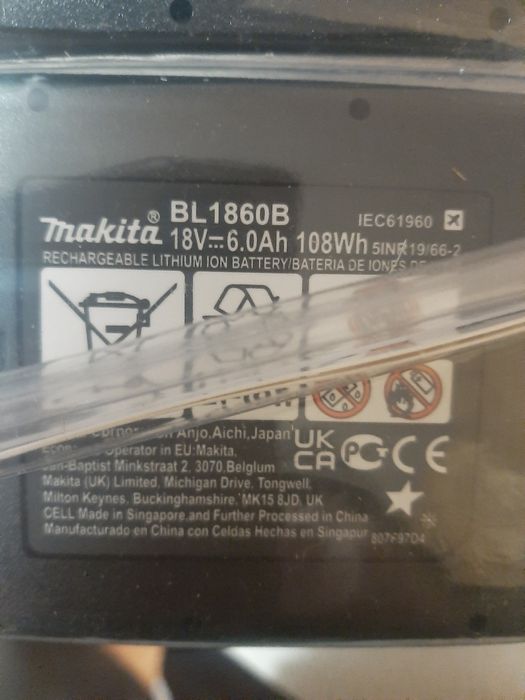 makita® BL1860B
18V⎓6.0Ah 108Wh
IEC61960
5INR19/66-2
RECHARGEABLE LITHIUM ION BATTERY/BATERIA DE IONES DE
Corporation Anjo,Aichi,Japan
Operator in EU:Makita,
Jan-Baptist Minkstraat 2, 3070,Belgium
Makita (UK) Limited, Michigan Drive, Tongwell,
Milton Keynes, Buckinghamshire, MK15 8JD, UK
CELL Made in Singapore,and Further Processed in China
Manufacturado en China con Celdas Hechas en Singapur
807F97D4
UK
CA
CE